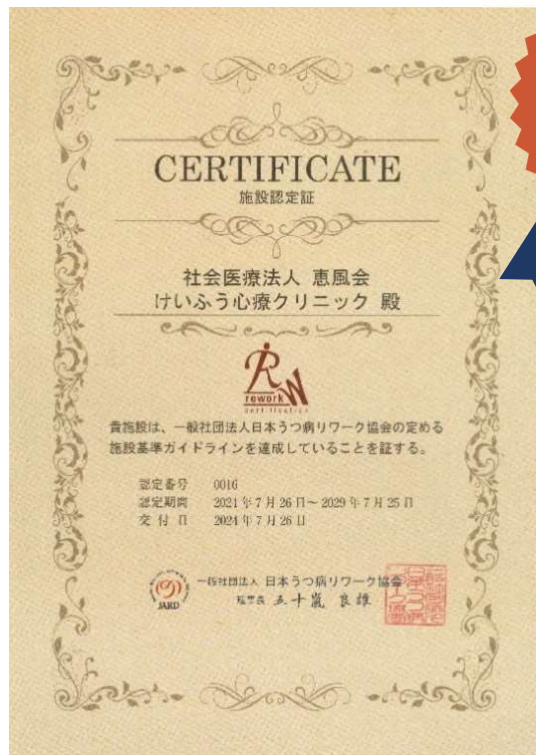 CERTIFICATE
施設認定証
社会医療法人 恵風会
けいふう心療クリニック 殿
rework
certification
貴施設は、一般社団法人日本うつ病リワーク協会の定める
施設基準ガイドラインを達成していることを証する。
認定番号 0016
認定期間 2021年7月26日~2029年7月25日
交付日 2024年7月26日
一般社団法人 日本うつ病リワーク協会
理事長 五十嵐 良雄
JARD